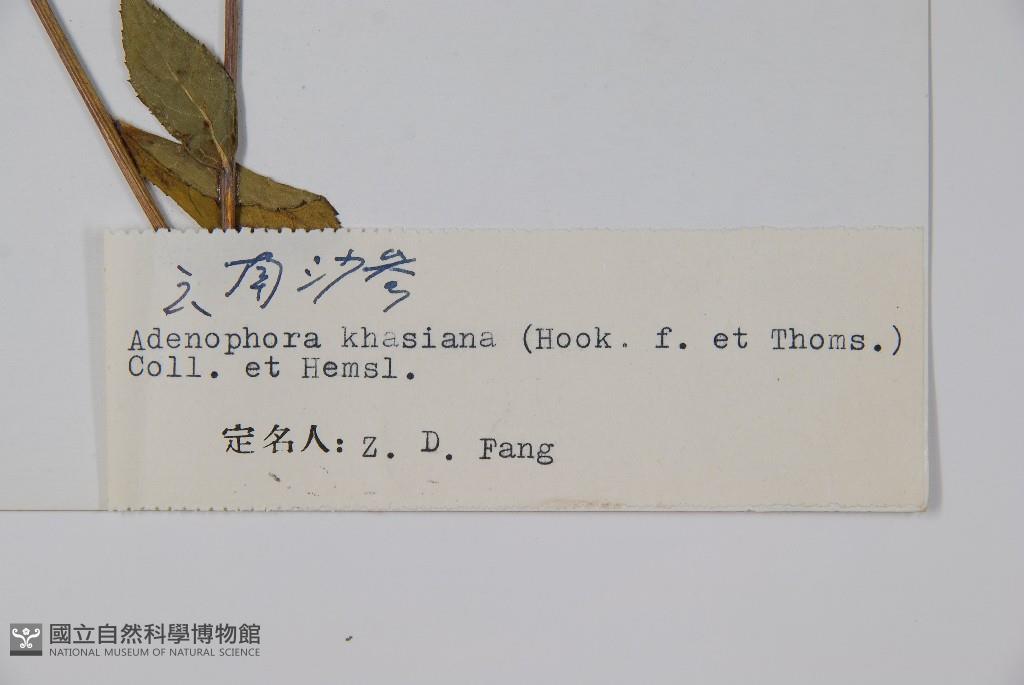 云南沙参
Adenophora khasiana (Hook. f. et Thoms.)
Coll. et Hemsl.
定名人: Z. D. Fang
國立自然科學博物館
NATIONAL MUSEUM OF NATURAL SCIENCE